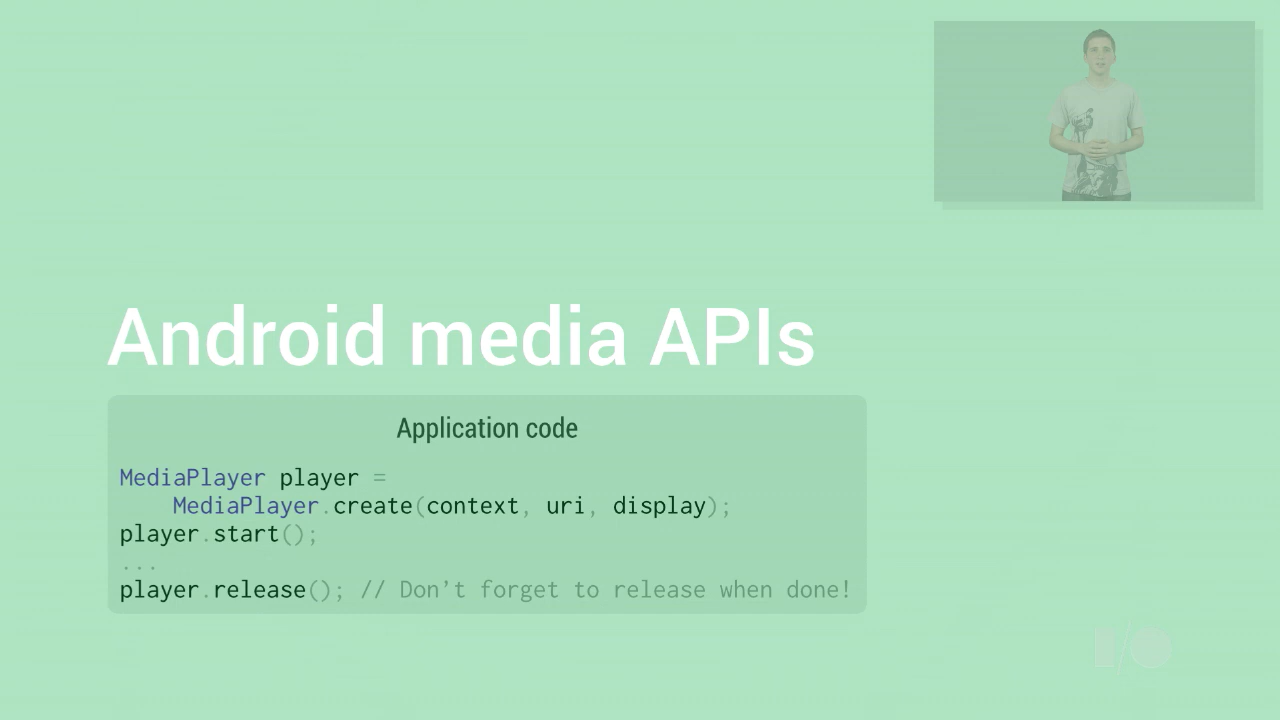 Android media APIs
Application code
MediaPlayer player =
MediaPlayer.create(context, uri, display);
player.start();
...
player.release(); // Don’t forget to release when done!
I/O